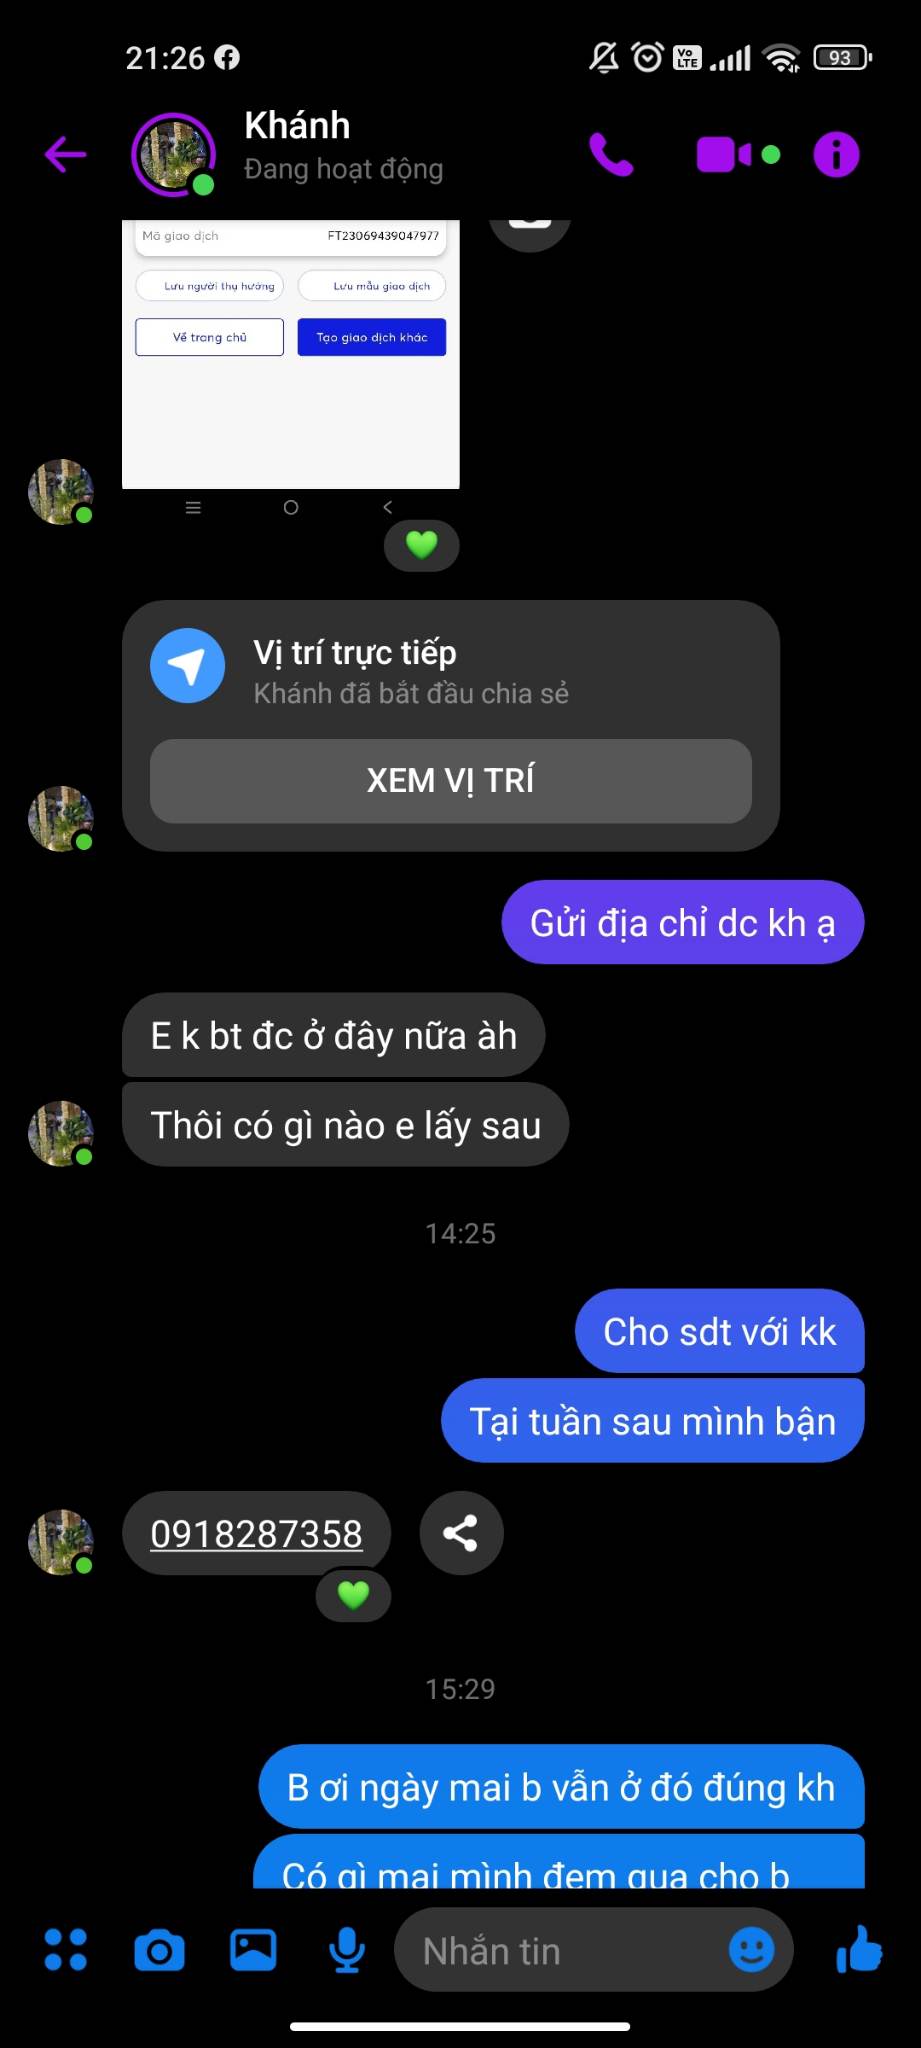 21:26
VoLTE
93
Khánh
Đang hoạt động
Mã giao dịch FT23069439047977
Lưu người thụ hưởng Lưu mẫu giao dịch
Về trang chủ Tạo giao dịch khác
Vị trí trực tiếp
Khánh đã bắt đầu chia sẻ
XEM VỊ TRÍ
Gửi địa chỉ dc kh ạ
E k bt đc ở đây nữa àh
Thôi có gì nào e lấy sau
14:25
Cho sdt với kk
Tại tuần sau mình bận
0918287358
15:29
B ơi ngày mai b vẫn ở đó đúng kh
Có gì mai mình đem qua cho b
Nhắn tin